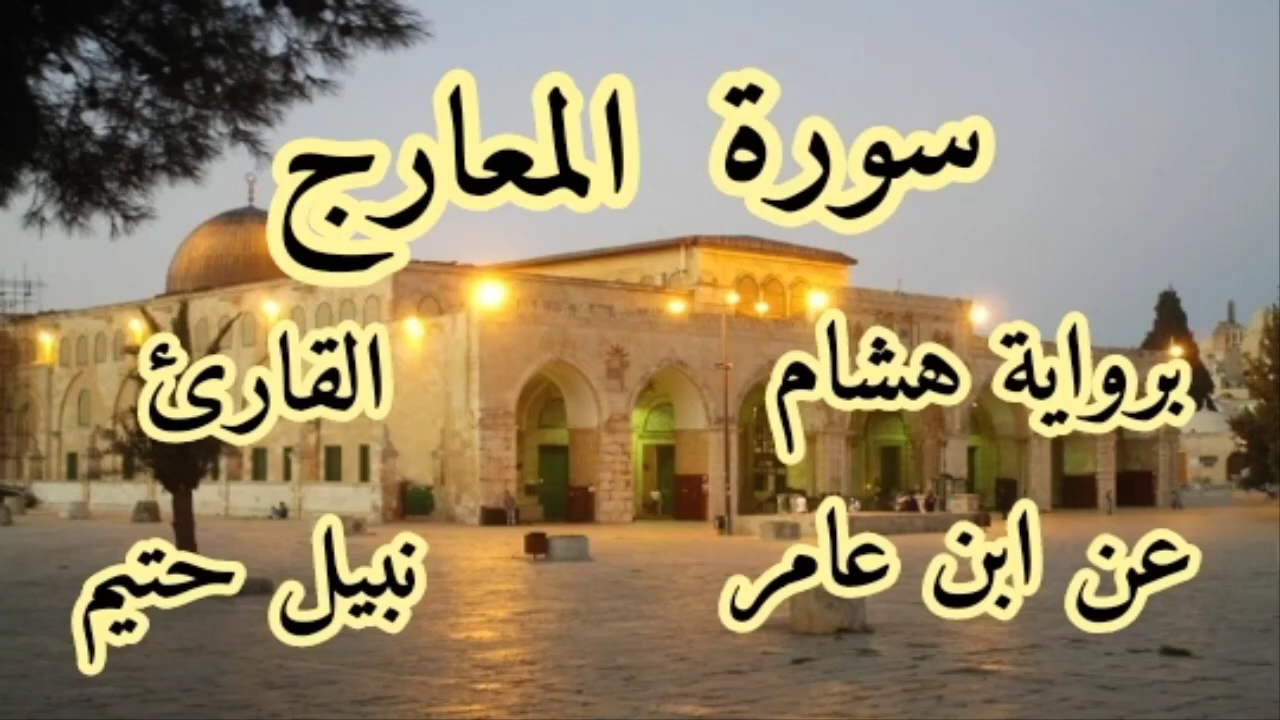 سورة المعارج
برواية هشام
عن ابن عامر
القارئ
نبيل حتيم